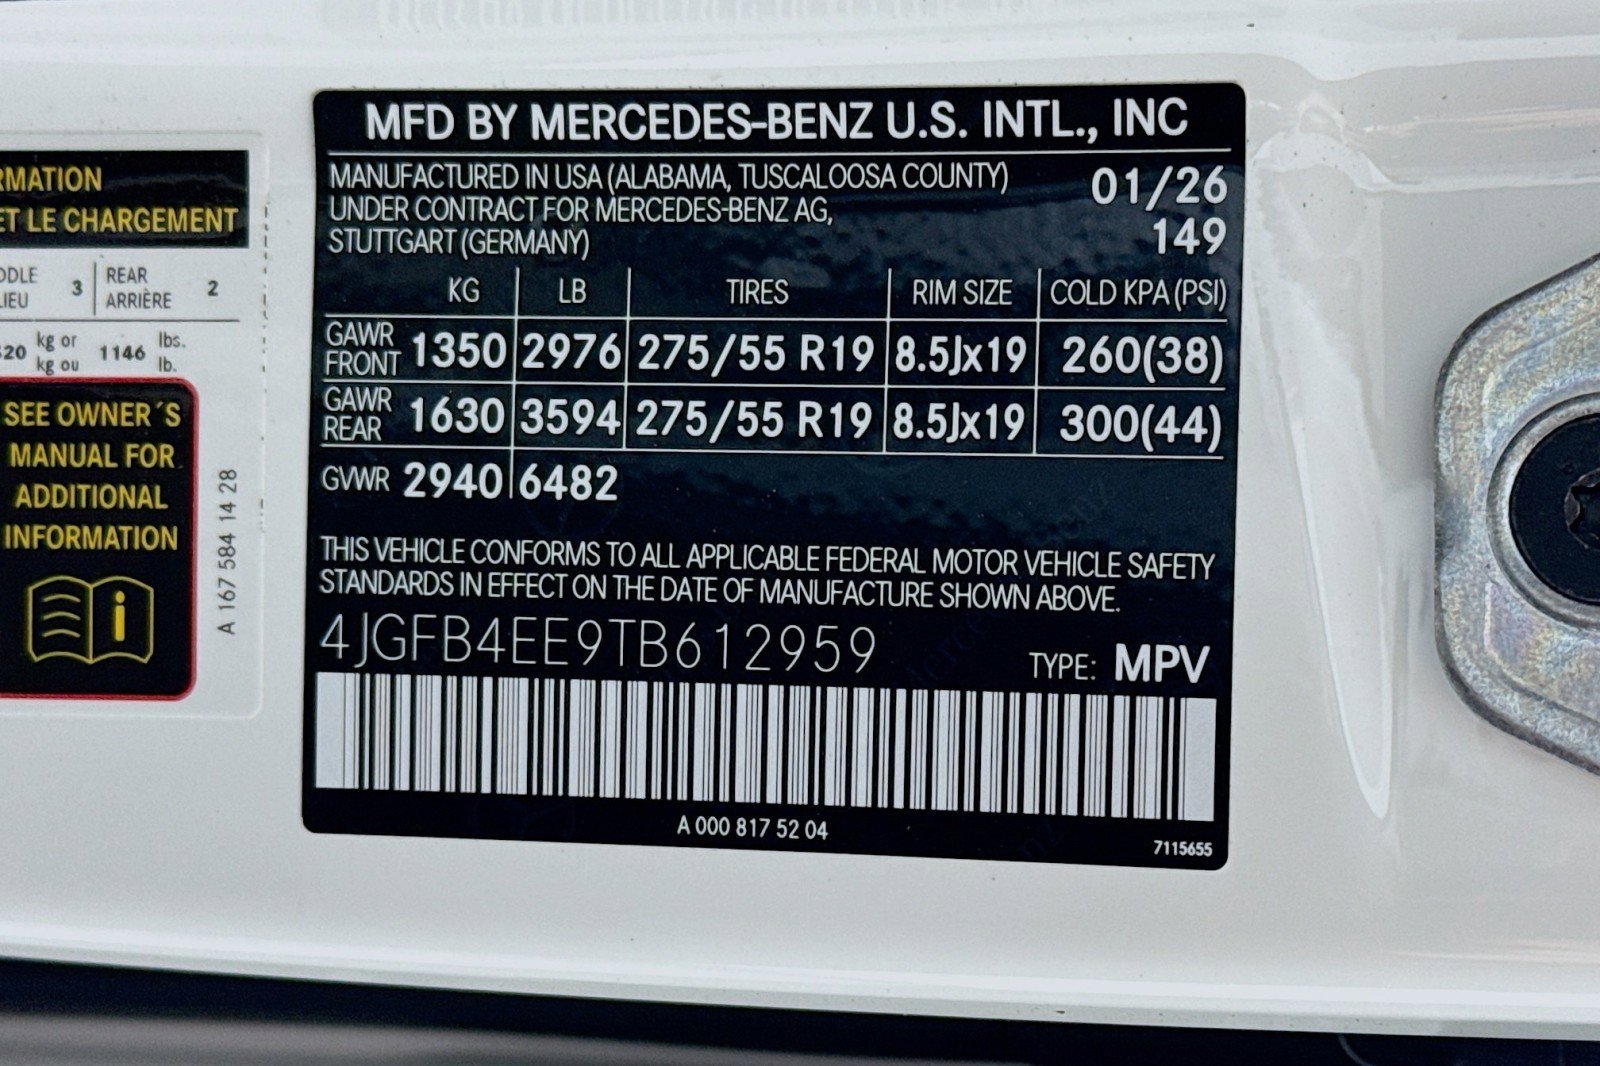 MFD BY MERCEDES-BENZ U.S. INTL., INC
MANUFACTURED IN USA (ALABAMA, TUSCALOOSA COUNTY)
UNDER CONTRACT FOR MERCEDES-BENZ AG,
STUTTGART (GERMANY)
01/26
149
KG LB TIRES RIM SIZE COLD KPA (PSI)
GAWR FRONT 1350 2976 275/55 R19 8.5Jx19 260(38)
GAWR REAR 1630 3594 275/55 R19 8.5Jx19 300(44)
GVWR 2940 6482
THIS VEHICLE CONFORMS TO ALL APPLICABLE FEDERAL MOTOR VEHICLE SAFETY
STANDARDS IN EFFECT ON THE DATE OF MANUFACTURE SHOWN ABOVE.
4JGFB4EE9TB612959
TYPE: MPV
A 000 817 52 04
7115655
RMATION
ET LE CHARGEMENT
DDLE 3 REAR 2
LIEU ARRIÈRE
20 kg or 1146 lbs.
kg ou lb.
SEE OWNER´S
MANUAL FOR
ADDITIONAL
INFORMATION
i
A 167 584 14 28